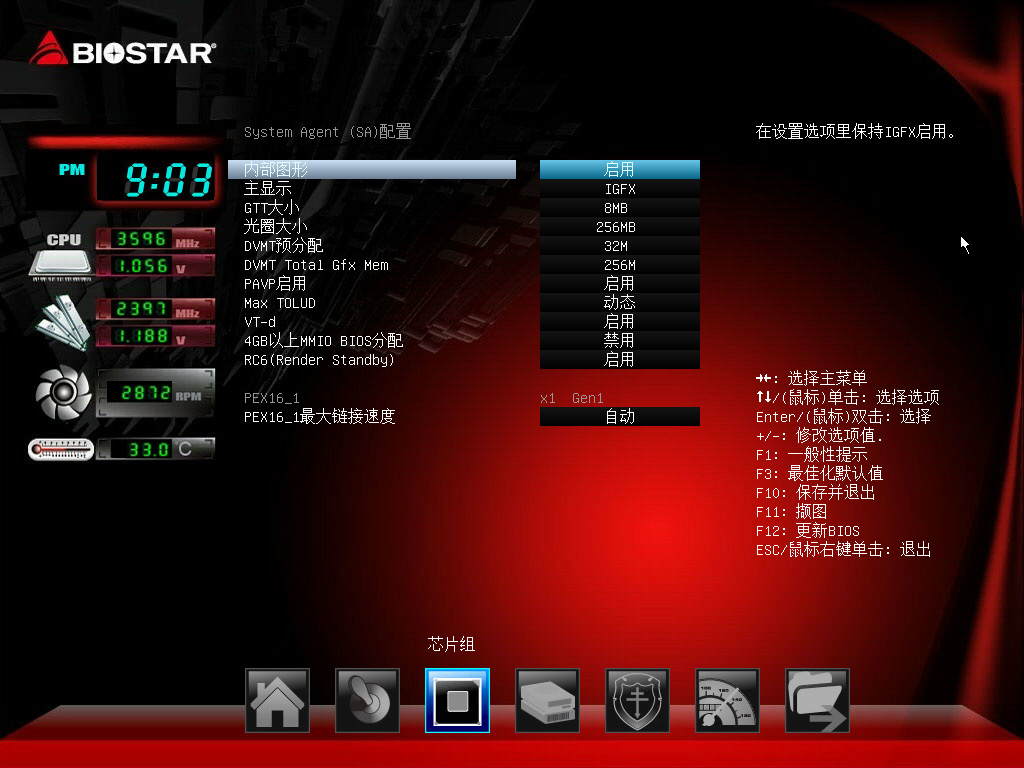 BIOSTAR
System Agent (SA)配置
在设置选项里保持IGFX启用。
PM 9:03
CPU
3596 MHz
1.056 V
2397 MHz
1.188 V
2872 RPM
33.0 C
内部图形 启用
主显示 IGFX
GTT大小 8MB
光圈大小 256MB
DVMT预分配 32M
DVMT Total Gfx Mem 256M
PAVP启用 启用
Max TOLUD 动态
VT-d 启用
4GB以上MMIO BIOS分配 禁用
RC6(Render Standby) 启用
PEX16_1 x1 Gen1
PEX16_1最大链接速度 自动
→←: 选择主菜单
↑↓/(鼠标)单击: 选择选项
Enter/(鼠标)双击: 选择
+/-: 修改选项值.
F1: 一般性提示
F3: 最佳化默认值
F10: 保存并退出
F11: 撷图
F12: 更新BIOS
ESC/鼠标右键单击: 退出
芯片组